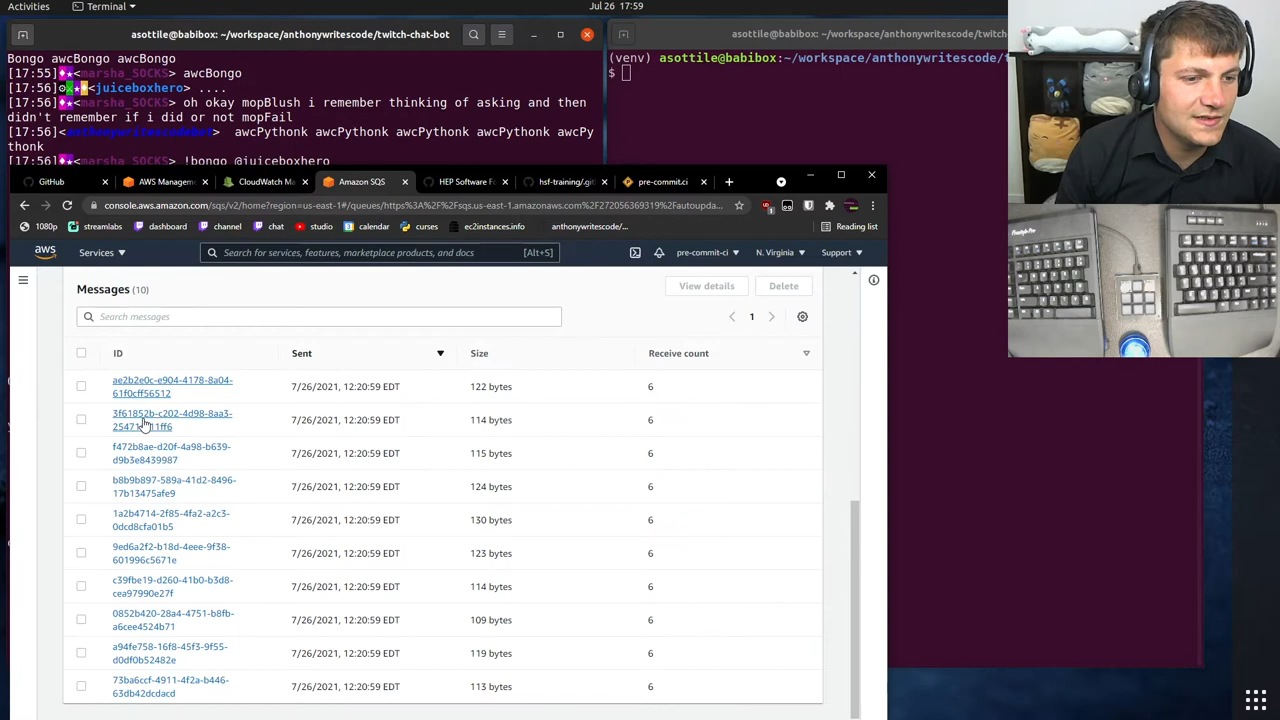 Activities
Terminal
Jul 26 17:59
asottile@babibox: ~/workspace/anthonywritescode/twitch-chat-bot
Bongo awcBongo awcBongo
[17:55] <marsha_SOCKS> awcBongo
[17:56] <juiceboxhero> ....
[17:56] <marsha_SOCKS> oh okay mopBlush i remember thinking of asking and then
didn't remember if i did or not mopFail
[17:56]<anthonywritescodebot> awcPythonk awcPythonk awcPythonk awcPythonk awcPy
thonk
[17:56] <marsha_SOCKS> !bongo @juiceboxhero
asottile@babibox: ~/workspace/anthonywritescode/twitch-c
(venv) asottile@babibox:~/workspace/anthonywritescode/t
$
GitHub
AWS Managem
CloudWatch M
Amazon SQS
HEP Software Fo
hsf-training/.git
pre-commit.ci
console.aws.amazon.com/sqs/v2/home?region=us-east-1#/queues/https%3A%2F%2Fsqs.us-east-1.amazonaws.com%2F272056369319%2Fautoupda...
1080p
streamlabs
dashboard
channel
chat
studio
calendar
curses
ec2instances.info
anthonywritescode/...
Reading list
aws
Services
Search for services, features, marketplace products, and docs
[Alt+S]
pre-commit-ci
N. Virginia
Support
Messages (10)
View details
Delete
Search messages
1
ID Sent Size Receive count
ae2b2e0c-e904-4178-8a04-
61f0cff56512
7/26/2021, 12:20:59 EDT 122 bytes 6
3f61852b-c202-4d98-8aa3-
7/26/2021, 12:20:59 EDT 114 bytes 6
f472b8ae-d20f-4a98-b639-
d9b3e8439987
7/26/2021, 12:20:59 EDT 115 bytes 6
b8b9b897-589a-41d2-8496-
17b13475afe9
7/26/2021, 12:20:59 EDT 124 bytes 6
1a2b4714-2f85-4fa2-a2c3-
0dcd8cfa01b5
7/26/2021, 12:20:59 EDT 130 bytes 6
9ed6a2f2-b18d-4eee-9f38-
601996c5671e
7/26/2021, 12:20:59 EDT 123 bytes 6
c39fbe19-d260-41b0-b3d8-
cea97990e27f
7/26/2021, 12:20:59 EDT 114 bytes 6
0852b420-28a4-4751-b8fb-
a6cee4524b71
7/26/2021, 12:20:59 EDT 109 bytes 6
a94fe758-16f8-45f3-9f55-
d0df0b52482e
7/26/2021, 12:20:59 EDT 119 bytes 6
73ba6ccf-4911-4f2a-b446-
63db42dcdacd
7/26/2021, 12:20:59 EDT 113 bytes 6